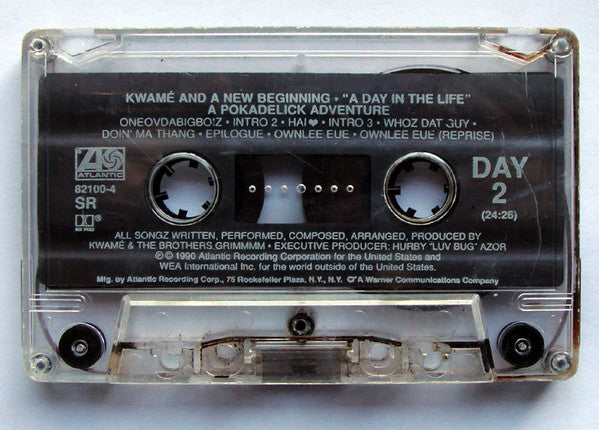 KWAMÉ AND A NEW BEGINNING • "A DAY IN THE LIFE"
A POKADELICK ADVENTURE
ONEOVDABIGBOIZ • INTRO 2 • HAI ♥ • INTRO 3 • WHOZ DAT GUY •
DOIN' MA THANG • EPILOGUE • OWNLEE EUE • OWNLEE EUE (REPRISE)
ATLANTIC
82100-4
SR
DAY
2
(24:26)
ALL SONGZ WRITTEN, PERFORMED, COMPOSED, ARRANGED, PRODUCED BY
KWAMÉ & THE BROTHERS GRIMMMM • EXECUTIVE PRODUCER: HURBY "LUV BUG" AZOR
℗ © 1990 Atlantic Recording Corporation for the United States and
WEA International Inc. for the world outside of the United States.
Mfg. by Atlantic Recording Corp., 75 Rockefeller Plaza, N.Y., N.Y. A Warner Communications Company